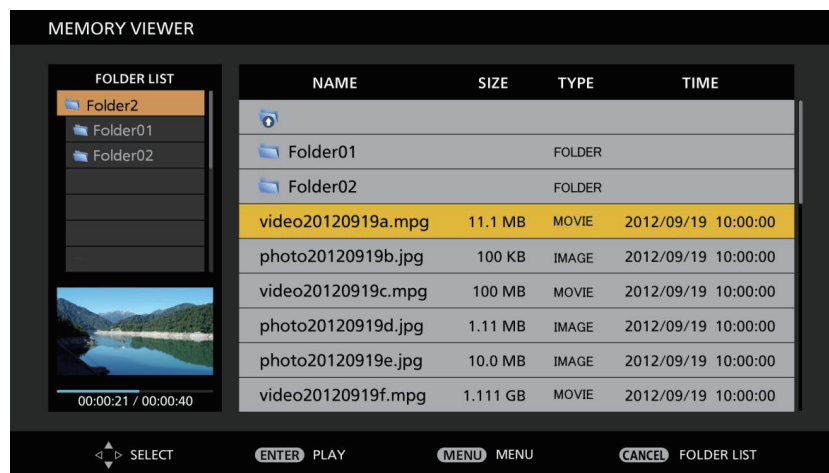 MEMORY VIEWER
FOLDER LIST
Folder2
Folder01
Folder02
00:00:21 / 00:00:40
NAME SIZE TYPE TIME
Folder01 FOLDER
Folder02 FOLDER
video20120919a.mpg 11.1 MB MOVIE 2012/09/19 10:00:00
photo20120919b.jpg 100 KB IMAGE 2012/09/19 10:00:00
video20120919c.mpg 100 MB MOVIE 2012/09/19 10:00:00
photo20120919d.jpg 1.11 MB IMAGE 2012/09/19 10:00:00
photo20120919e.jpg 10.0 MB IMAGE 2012/09/19 10:00:00
video20120919f.mpg 1.111 GB MOVIE 2012/09/19 10:00:00
SELECT ENTER PLAY MENU MENU CANCEL FOLDER LIST